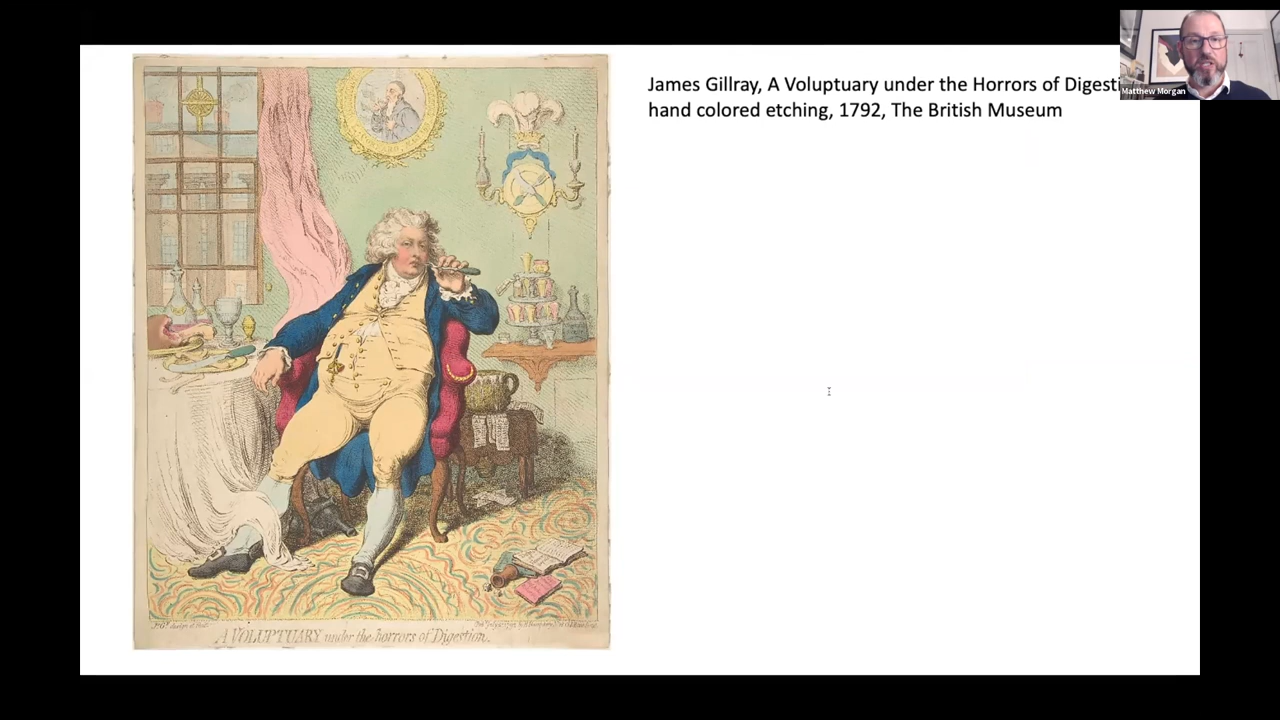 James Gillray, A Voluptuary under the Horrors of Digesti
hand colored etching, 1792, The British Museum
Matthew Morgan
A VOLUPTUARY under the horrors of Digestion.